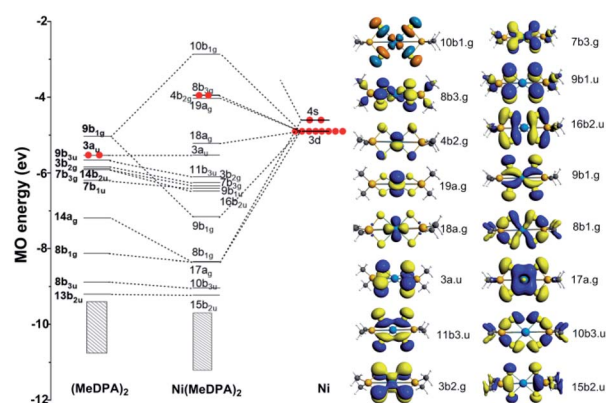 MO energy (ev)
-2
-4
-6
-8
-10
-12
9b1g
3au
9b3u
3b2g
7b3g 14b2u
7b1u
14ag
8b1g
8b3u
13b2u
(MeDPA)2
10b1g
8b3g
4b2g
19ag
18ag
3au
11b3u 3b2g
7b3g
9b1u
16b2u
9b1g
8b1g
17ag
10b3u
15b2u
Ni(MeDPA)2
4s
3d
Ni
10b1.g
8b3.g
4b2.g
19a.g
18a.g
3a.u
11b3.u
3b2.g
7b3.g
9b1.u
16b2.u
9b1.g
8b1.g
17a.g
10b3.u
15b2.u